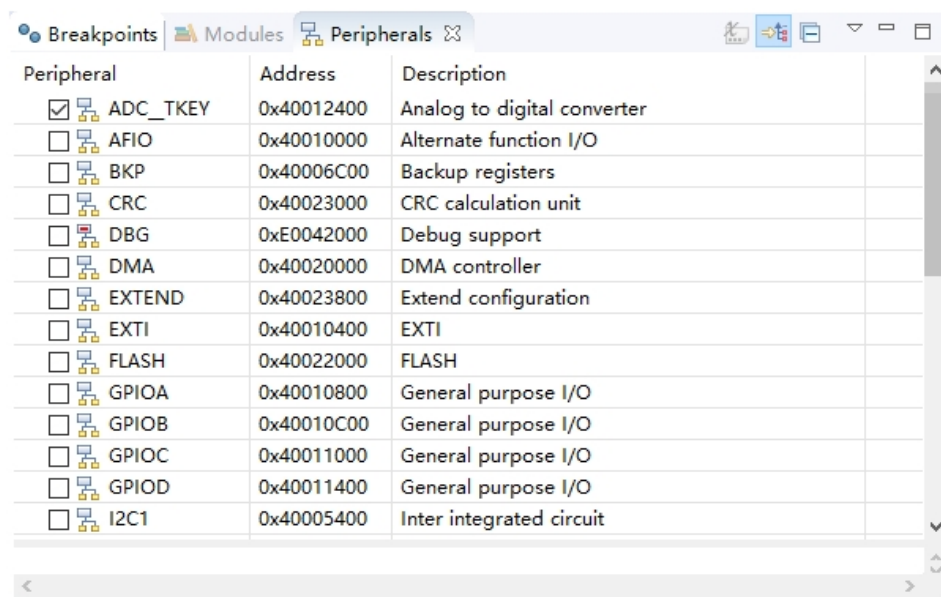 Breakpoints Modules Peripherals
Peripheral Address Description
ADC_TKEY 0x40012400 Analog to digital converter
AFIO 0x40010000 Alternate function I/O
BKP 0x40006C00 Backup registers
CRC 0x40023000 CRC calculation unit
DBG 0xE0042000 Debug support
DMA 0x40020000 DMA controller
EXTEND 0x40023800 Extend configuration
EXTI 0x40010400 EXTI
FLASH 0x40022000 FLASH
GPIOA 0x40010800 General purpose I/O
GPIOB 0x40010C00 General purpose I/O
GPIOC 0x40011000 General purpose I/O
GPIOD 0x40011400 General purpose I/O
I2C1 0x40005400 Inter integrated circuit